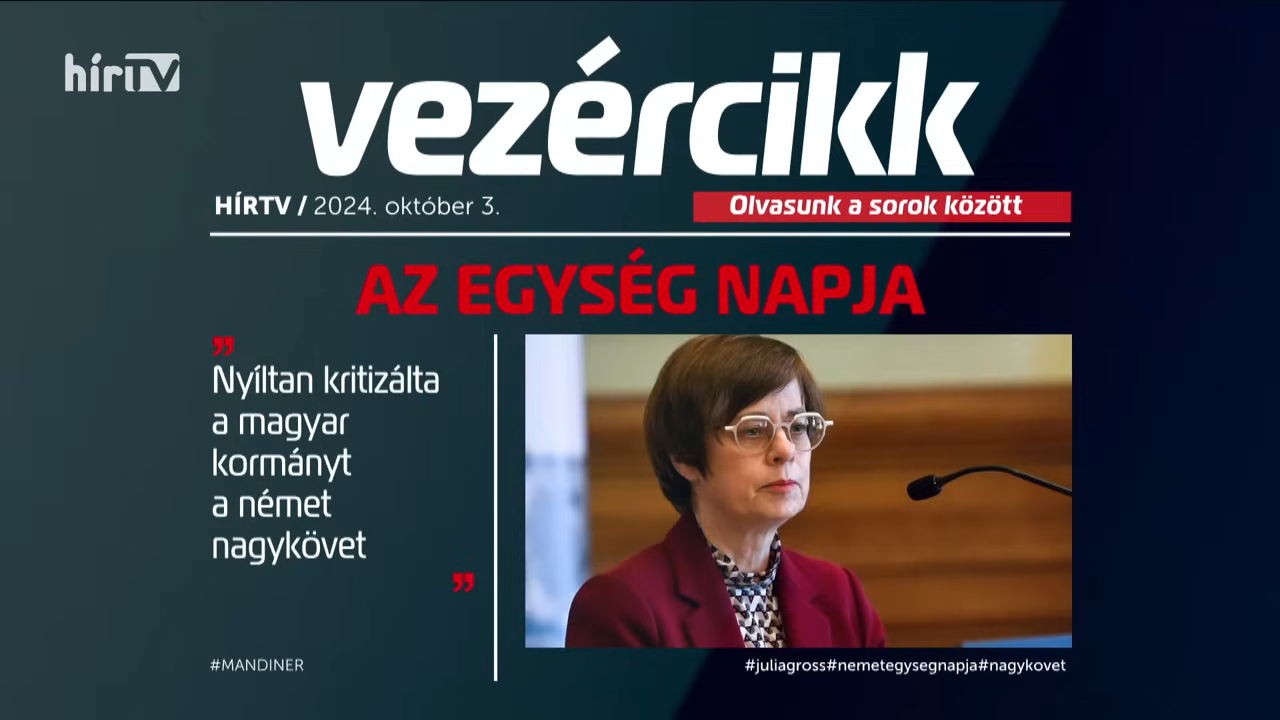 hírTV
vezércikk
HÍRTV / 2024. október 3.
Olvasunk a sorok között
AZ EGYSÉG NAPJA
”
Nyíltan kritizálta
a magyar
kormányt
a német
nagykövet
”
#MANDINER
#juliagross#nemetegysegnapja#nagykovet